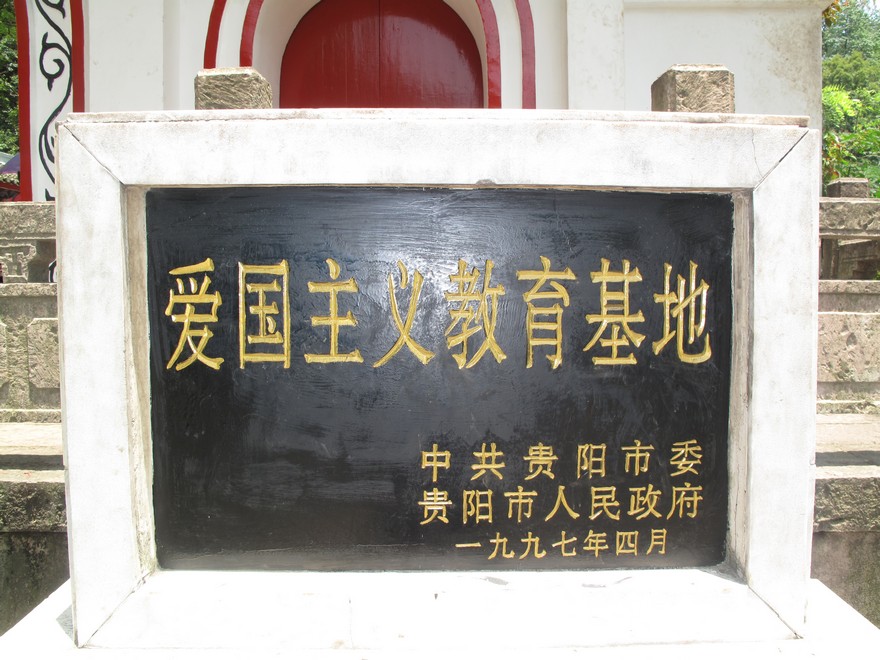 爱国主义教育基地
中共贵阳市委
贵阳市人民政府
一九九七年四月